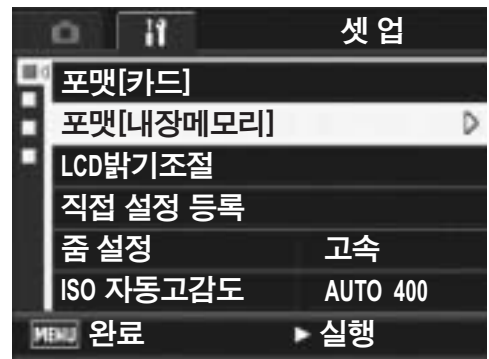 셋 업
포맷[카드]
포맷[내장메모리]
LCD밝기조절
직접 설정 등록
줌 설정 고속
ISO 자동고감도 AUTO 400
MENU 완료 ▶ 실행